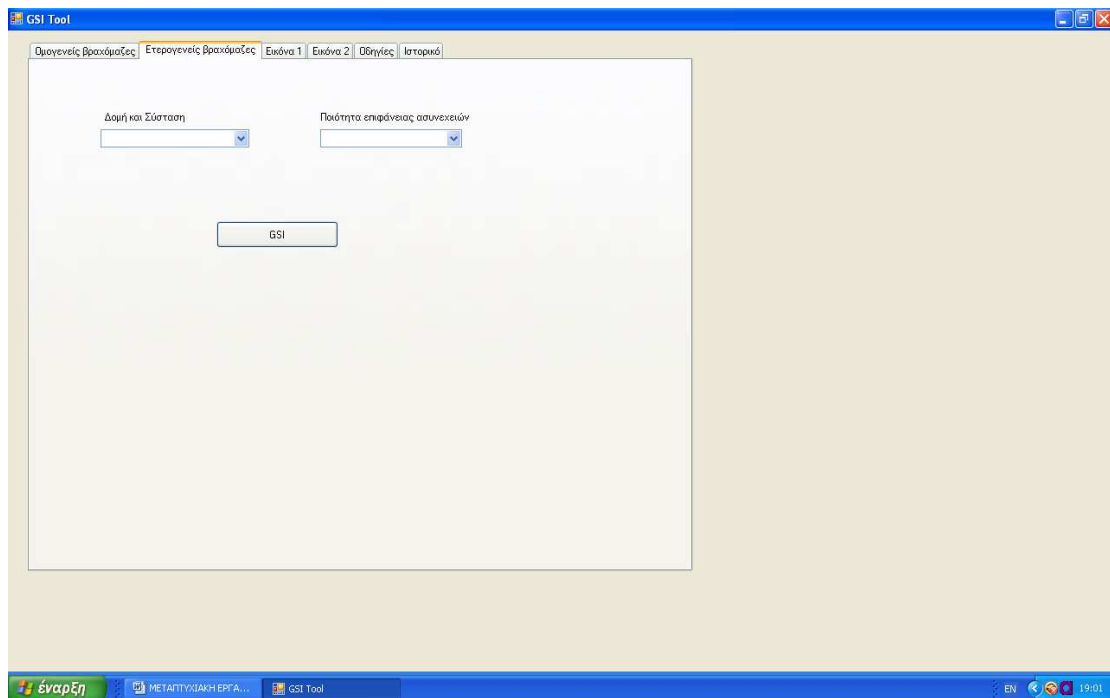 GSI Tool
Ομογενείς βραχόμαζες Ετερογενείς βραχόμαζες Εικόνα 1 Εικόνα 2 Οδηγίες Ιστορικό
Δομή και Σύσταση Ποιότητα επιφάνειας ασυνεχειών
GSI
έναρξη ΜΕΤΑΠΤΥΧΙΑΚΗ ΕΡΓΑ... GSI Tool EN 19:01